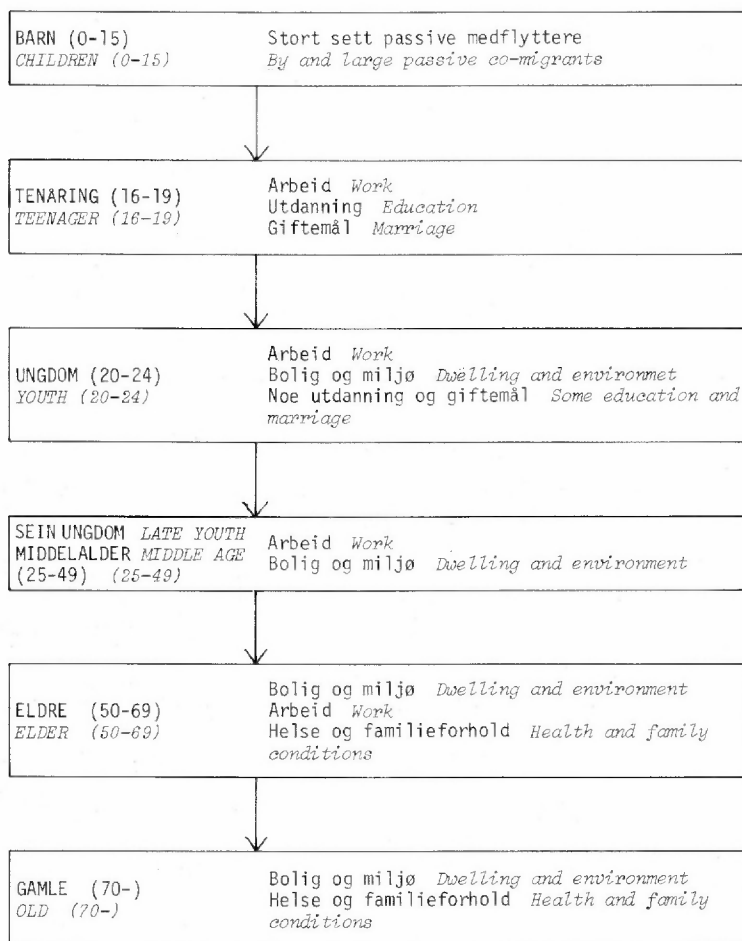 BARN (0-15) Stort sett passive medflyttere
CHILDREN (0-15) By and large passive co-migrants
TENÅRING (16-19) Arbeid Work
TEENAGER (16-19) Utdanning Education
Giftemål Marriage
Arbeid Work
UNGDOM (20-24) Bolig og miljø Dwelling and environmet
YOUTH (20-24) Noe utdanning og giftemål Some education and
marriage
SEIN UNGDOM LATE YOUTH
MIDDELALDER MIDDLE AGE Arbeid Work
(25-49) (25-49) Bolig og miljø Dwelling and environment
Bolig og miljø Dwelling and environment
ELDRE (50-69) Arbeid Work
ELDER (50-69) Helse og familieforhold Health and family
conditions
GAMLE (70-) Bolig og miljø Dwelling and environment
OLD (70-) Helse og familieforhold Health and family
conditions